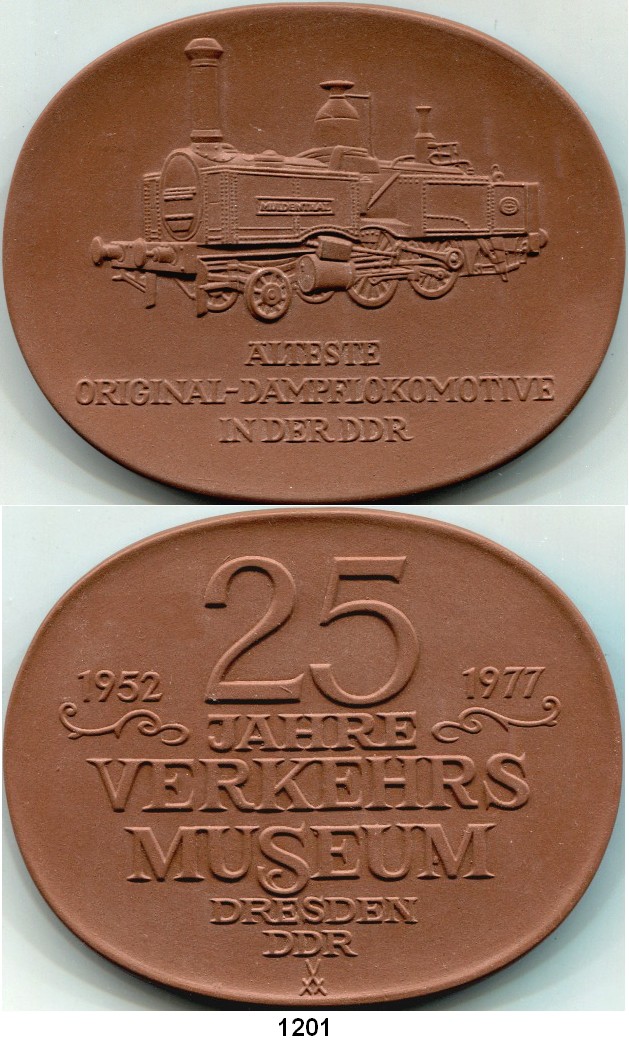 MULDENTHAL
ÄLTESTE
ORIGINAL-DAMPFLOKOMOTIVE
IN DER DDR
25
1952 1977
JAHRE
VERKEHRS
MUSEUM
DRESDEN
DDR
1201